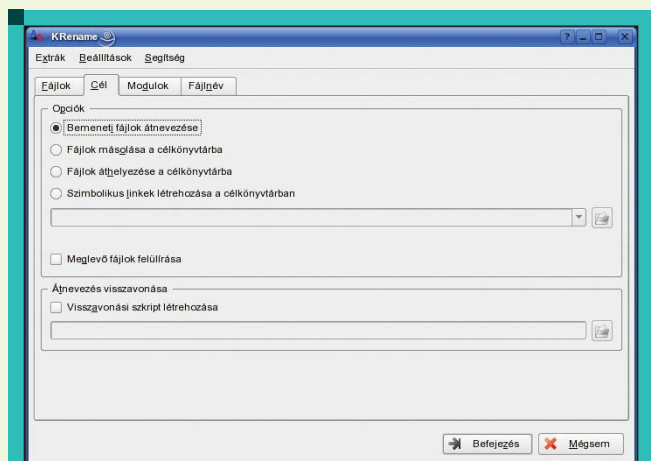 KRename
Extrák Beállítások Segítség
Fájlok Cél Modulok Fájlnév
Opciók
Bemeneti fájlok átnevezése
Fájlok másolása a célkönyvtárba
Fájlok áthelyezése a célkönyvtárba
Szimbolikus linkek létrehozása a célkönyvtárban
Meglevő fájlok felülírása
Átnevezés visszavonása
Visszavonási szkript létrehozása
Befejezés Mégsem